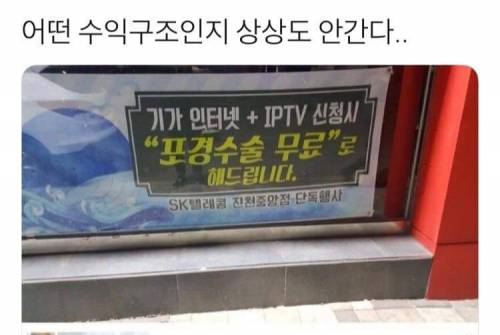 어떤 수익구조인지 상상도 안간다..
기가 인터넷 + IPTV 신청시
"포경수술 무료"로
해드립니다.
SK텔레콤 진천중앙점 단독행사